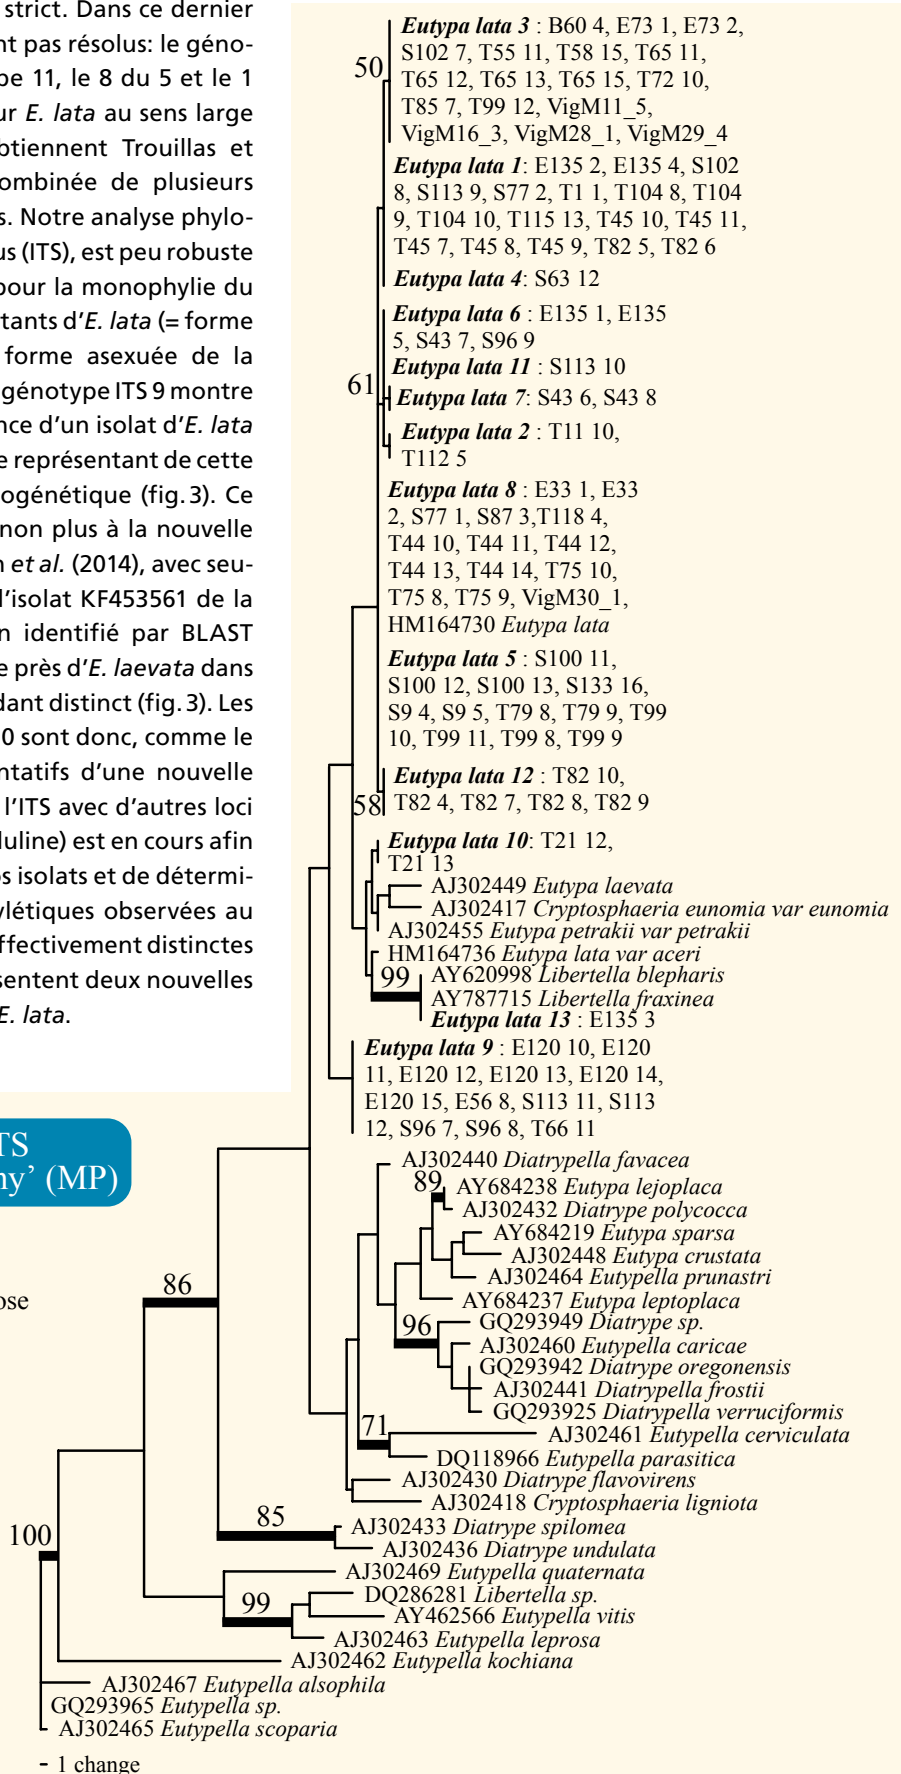 strict. Dans ce dernier
nt pas résolus: le géno-
pe 11, le 8 du 5 et le 1
ur E. lata au sens large
btiennent Trouillas et
ombinée de plusieurs
s. Notre analyse phylo-
us (ITS), est peu robuste
pour la monophylie du
tants d'E. lata (= forme
forme asexuée de la
génotype ITS 9 montre
nce d'un isolat d'E. lata
e représentant de cette
ogénétique (fig. 3). Ce
non plus à la nouvelle
n et al. (2014), avec seu-
l'isolat KF453561 de la
n identifié par BLAST
e près d'E. laevata dans
dant distinct (fig. 3). Les
0 sont donc, comme le
ntatifs d'une nouvelle
l'ITS avec d'autres loci
duline) est en cours afin
os isolats et de détermi-
ylétiques observées au
ffectivement distinctes
sentent deux nouvelles
E. lata.
TS
ny' (MP)
ose
50
Eutypa lata 3 : B60 4, E73 1, E73 2,
S102 7, T55 11, T58 15, T65 11,
T65 12, T65 13, T65 15, T72 10,
T85 7, T99 12, VigM11_5,
VigM16_3, VigM28_1, VigM29_4
Eutypa lata 1: E135 2, E135 4, S102
8, S113 9, S77 2, T1 1, T104 8, T104
9, T104 10, T115 13, T45 10, T45 11,
T45 7, T45 8, T45 9, T82 5, T82 6
Eutypa lata 4: S63 12
Eutypa lata 6 : E135 1, E135
5, S43 7, S96 9
Eutypa lata 11 : S113 10
61
Eutypa lata 7: S43 6, S43 8
Eutypa lata 2 : T11 10,
T112 5
Eutypa lata 8 : E33 1, E33
2, S77 1, S87 3,T118 4,
T44 10, T44 11, T44 12,
T44 13, T44 14, T75 10,
T75 8, T75 9, VigM30_1,
HM164730 Eutypa lata
Eutypa lata 5 : S100 11,
S100 12, S100 13, S133 16,
S9 4, S9 5, T79 8, T79 9, T99
10, T99 11, T99 8, T99 9
Eutypa lata 12 : T82 10,
58
T82 4, T82 7, T82 8, T82 9
Eutypa lata 10: T21 12,
T21 13
AJ302449 Eutypa laevata
AJ302417 Cryptosphaeria eunomia var eunomia
AJ302455 Eutypa petrakii var petrakii
HM164736 Eutypa lata var aceri
99
AY620998 Libertella blepharis
AY787715 Libertella fraxinea
Eutypa lata 13 : E135 3
Eutypa lata 9 : E120 10, E120
11, E120 12, E120 13, E120 14,
E120 15, E56 8, S113 11, S113
12, S96 7, S96 8, T66 11
AJ302440 Diatrypella favacea
89
AY684238 Eutypa lejoplaca
AJ302432 Diatrype polycocca
AY684219 Eutypa sparsa
AJ302448 Eutypa crustata
AJ302464 Eutypella prunastri
AY684237 Eutypa leptoplaca
96
GQ293949 Diatrype sp.
AJ302460 Eutypella caricae
GQ293942 Diatrype oregonensis
AJ302441 Diatrypella frostii
GQ293925 Diatrypella verruciformis
71
AJ302461 Eutypella cerviculata
DQ118966 Eutypella parasitica
AJ302430 Diatrype flavovirens
AJ302418 Cryptosphaeria ligniota
86
85
AJ302433 Diatrype spilomea
AJ302436 Diatrype undulata
AJ302469 Eutypella quaternata
99
DQ286281 Libertella sp.
AY462566 Eutypella vitis
AJ302463 Eutypella leprosa
100
AJ302462 Eutypella kochiana
AJ302467 Eutypella alsophila
GQ293965 Eutypella sp.
AJ302465 Eutypella scoparia
- 1 change